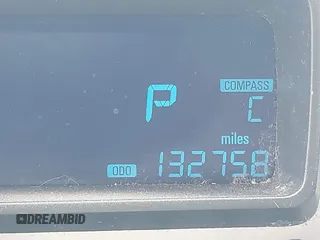 P
COMPASS
C
miles
ODO 132758
DREAMBID